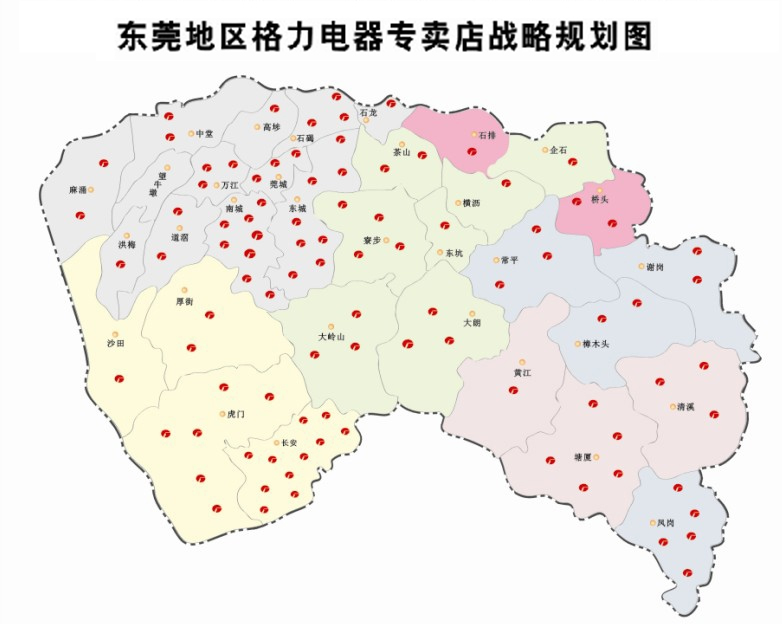 东莞地区格力电器专卖店战略规划图
石龙
高埗
中堂
石碣
石排
茶山
企石
望牛墩
万江
莞城
麻涌
桥头
南城
东城
横沥
道滘
洪梅
寮步
东坑
常平
谢岗
厚街
大朗
沙田
大岭山
樟木头
黄江
清溪
虎门
长安
塘厦
凤岗